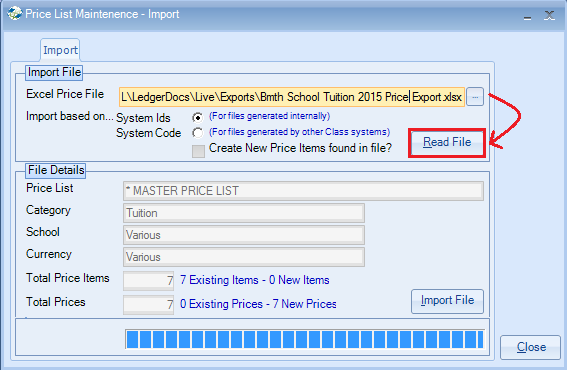 Price List Maintenence - Import
Import
Import File
Excel Price File L\LedgerDocs\Live\Exports\Bmth School Tuition 2015 Price Export.xlsx ...
Import based on... System Ids (For files generated internally)
System Code (For files generated by other Class systems)
Create New Price Items found in file?
Read File
File Details
Price List * MASTER PRICE LIST
Category Tuition
School Various
Currency Various
Total Price Items 7 7 Existing Items - 0 New Items
Total Prices 7 0 Existing Prices - 7 New Prices
Import File
Close